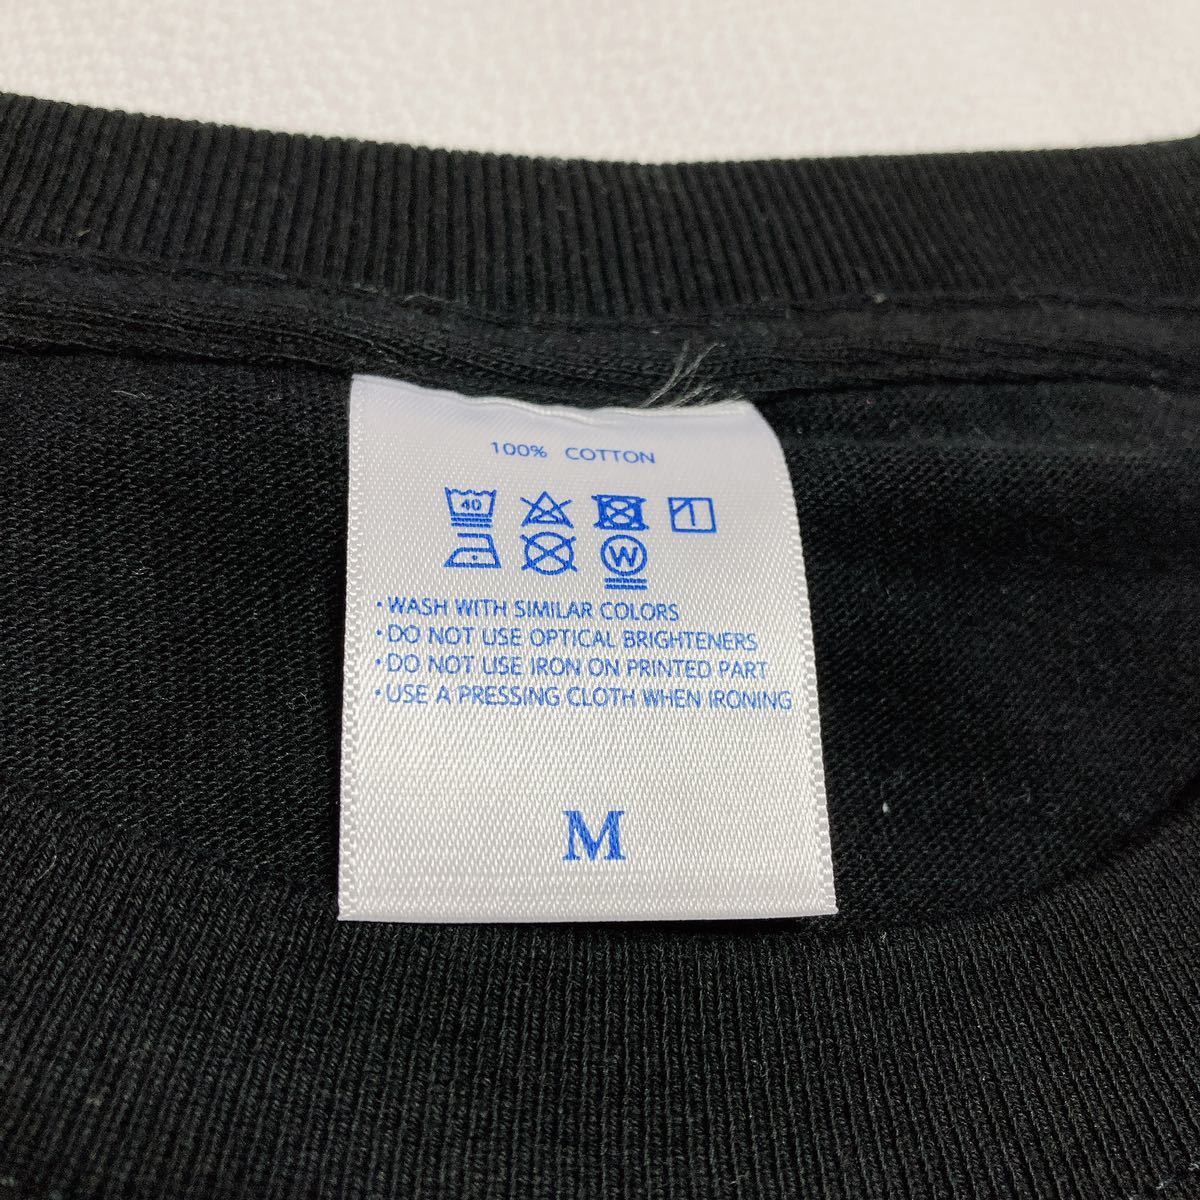 100% COTTON
40
W
・WASH WITH SIMILAR COLORS
・DO NOT USE OPTICAL BRIGHTENERS
・DO NOT USE IRON ON PRINTED PART
・USE A PRESSING CLOTH WHEN IRONING
M